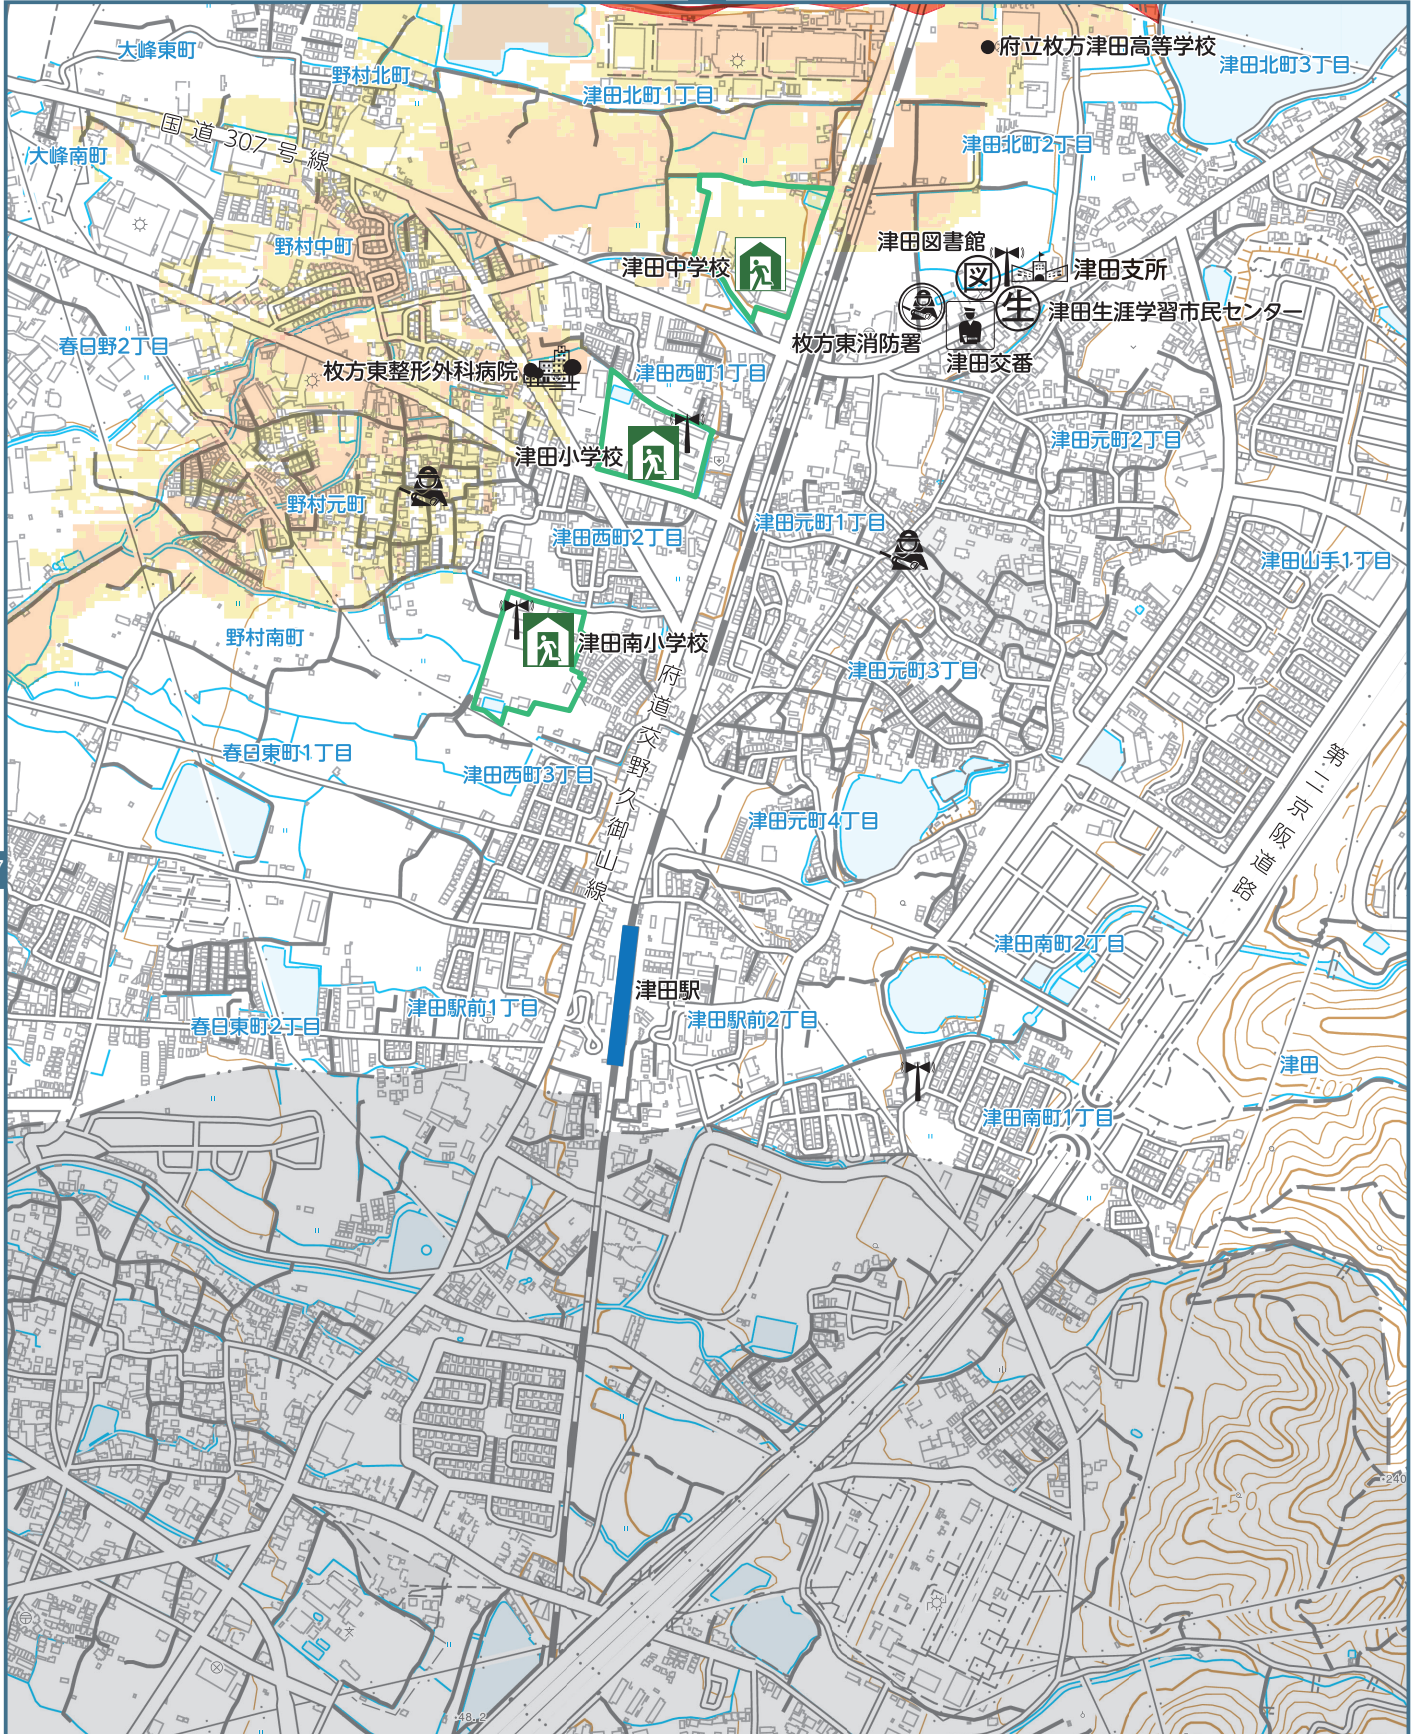 大峰東町
府立枚方津田高等学校
津田北町3丁目
野村北町
津田北町1丁目
国道307号線
津田北町2丁目
大峰南町
野村中町
津田図書館
津田中学校
図
津田支所
生
津田生涯学習市民センター
枚方東消防署
津田交番
春日野2丁目
枚方東整形外科病院
津田西町1丁目
津田元町2丁目
津田小学校
野村元町
津田西町2丁目
津田元町1丁目
津田山手1丁目
野村南町
津田南小学校
津田元町3丁目
府道交野久御山線
春日東町1丁目
津田西町3丁目
第二京阪道路
津田元町4丁目
津田南町2丁目
津田駅
津田駅前1丁目
津田駅前2丁目
春日東町2丁目
津田
100
津田南町1丁目
240
150
48.2